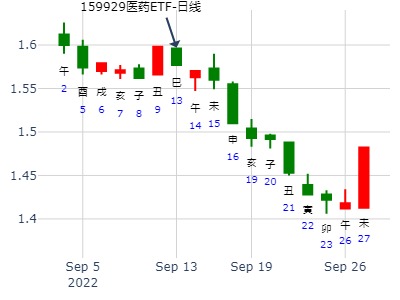 159929医药ETF-日线
1.6
1.55
1.5
1.45
1.4
午
2
酉
5
戌
6
亥
7
子
8
丑
9
巳
13
午
14
未
15
申
16
亥
19
子
20
丑
21
寅
22
卯
23
午
26
未
27
Sep 5
2022
Sep 13
Sep 19
Sep 26